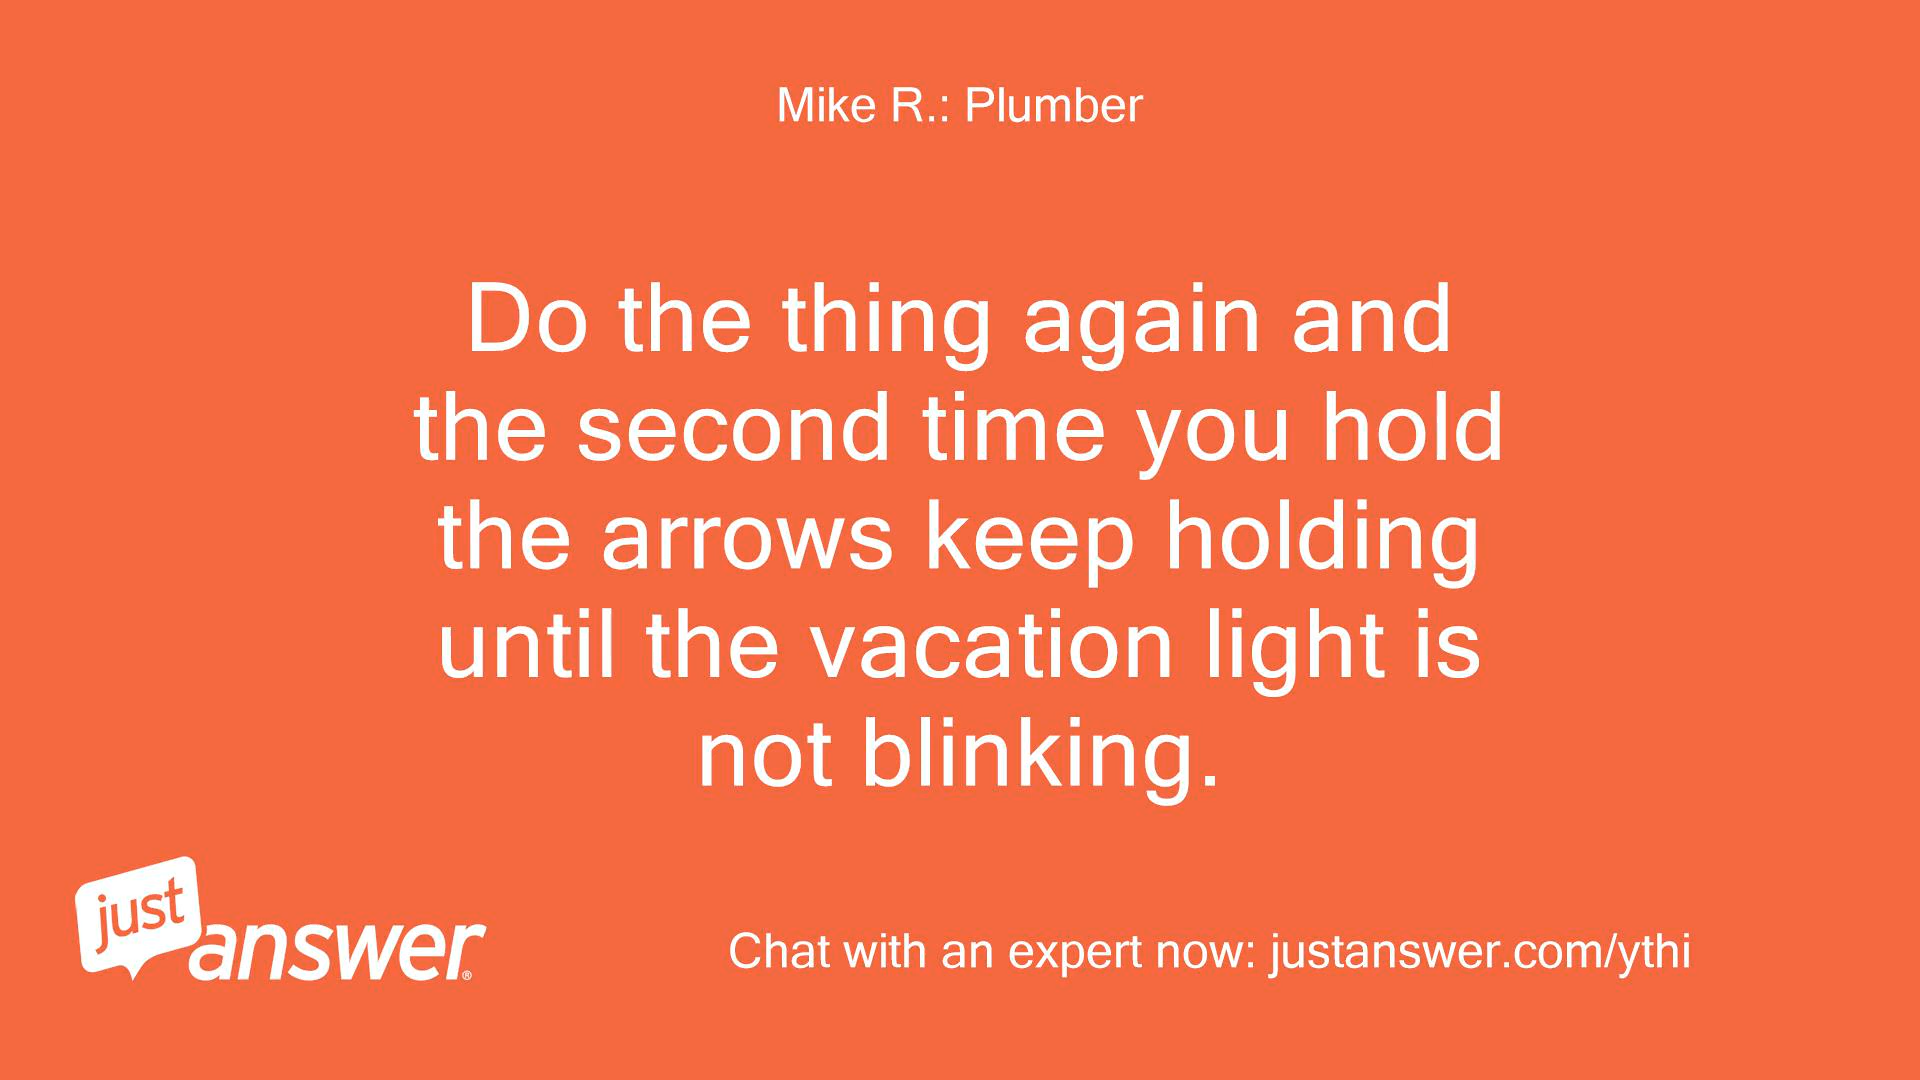 Mike R.: Plumber
Do the thing again and
the second time you hold
the arrows keep holding
until the vacation light is
not blinking.
just
answer®
Chat with an expert now: justanswer.com/ythi